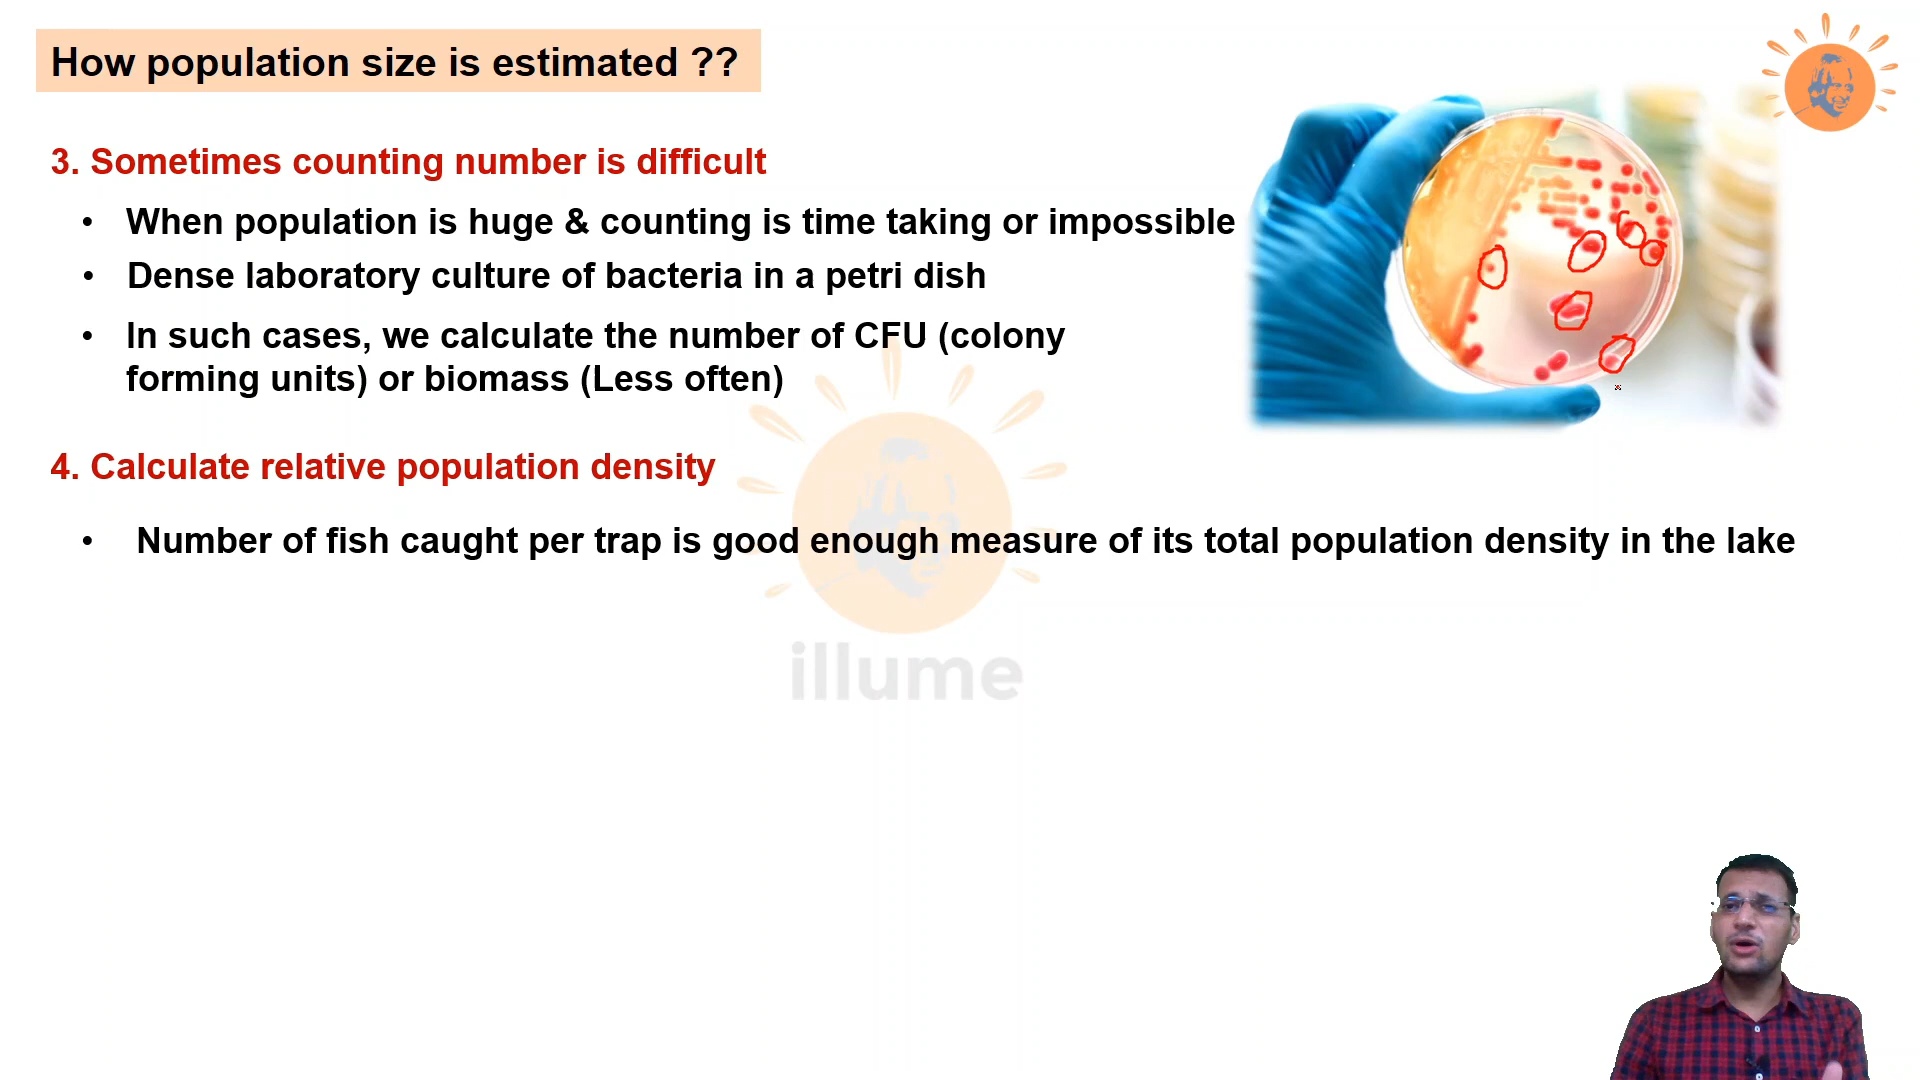 How population size is estimated ??
3. Sometimes counting number is difficult
• When population is huge & counting is time taking or impossible
• Dense laboratory culture of bacteria in a petri dish
• In such cases, we calculate the number of CFU (colony
forming units) or biomass (Less often)
4. Calculate relative population density
• Number of fish caught per trap is good enough measure of its total population density in the lake
illume